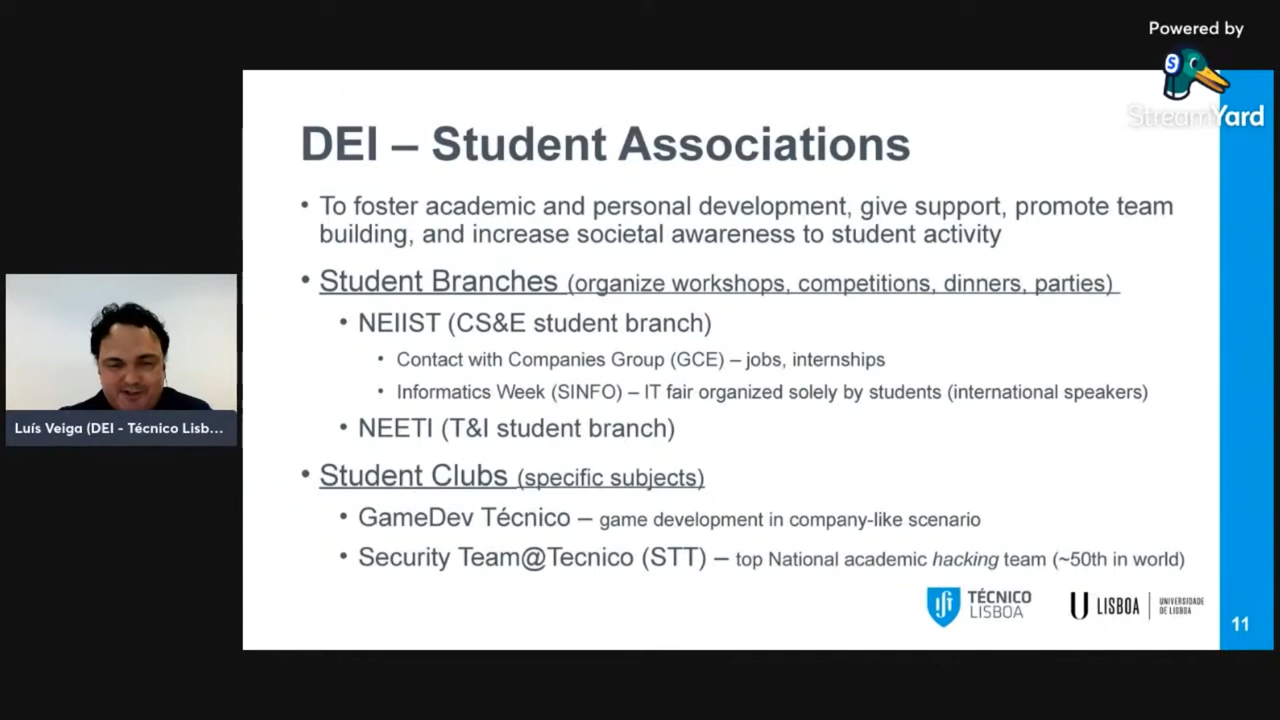 Powered by
S
StreamYard
DEI – Student Associations
• To foster academic and personal development, give support, promote team
building, and increase societal awareness to student activity
• Student Branches (organize workshops, competitions, dinners, parties)
• NEIIST (CS&E student branch)
• Contact with Companies Group (GCE) – jobs, internships
• Informatics Week (SINFO) – IT fair organized solely by students (international speakers)
• NEETI (T&I student branch)
• Student Clubs (specific subjects)
• GameDev Técnico – game development in company-like scenario
• Security Team@Tecnico (STT) – top National academic hacking team (~50th in world)
Luís Veiga (DEI - Técnico Lisb...
TÉCNICO
LISBOA
U LISBOA
UNIVERSIDADE
DE LISBOA
11